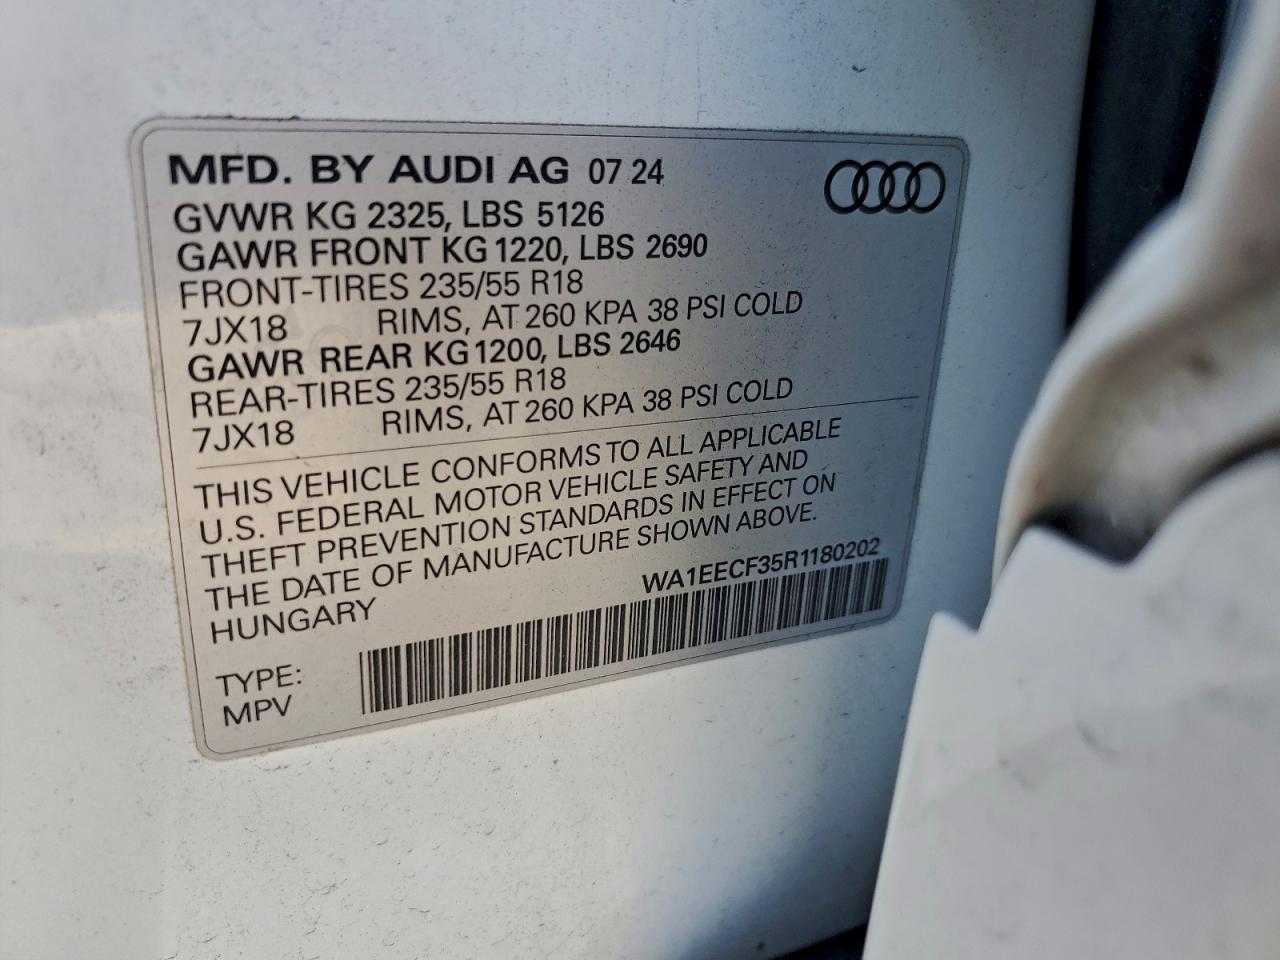 MFD. BY AUDI AG 07 24
GVWR KG 2325, LBS 5126
GAWR FRONT KG 1220, LBS 2690
FRONT-TIRES 235/55 R18
7JX18 RIMS, AT 260 KPA 38 PSI COLD
GAWR REAR KG 1200, LBS 2646
REAR-TIRES 235/55 R18
7JX18 RIMS, AT 260 KPA 38 PSI COLD
THIS VEHICLE CONFORMS TO ALL APPLICABLE
U.S. FEDERAL MOTOR VEHICLE SAFETY AND
THEFT PREVENTION STANDARDS IN EFFECT ON
THE DATE OF MANUFACTURE SHOWN ABOVE.
HUNGARY WA1EECF35R1180202
TYPE:
MPV